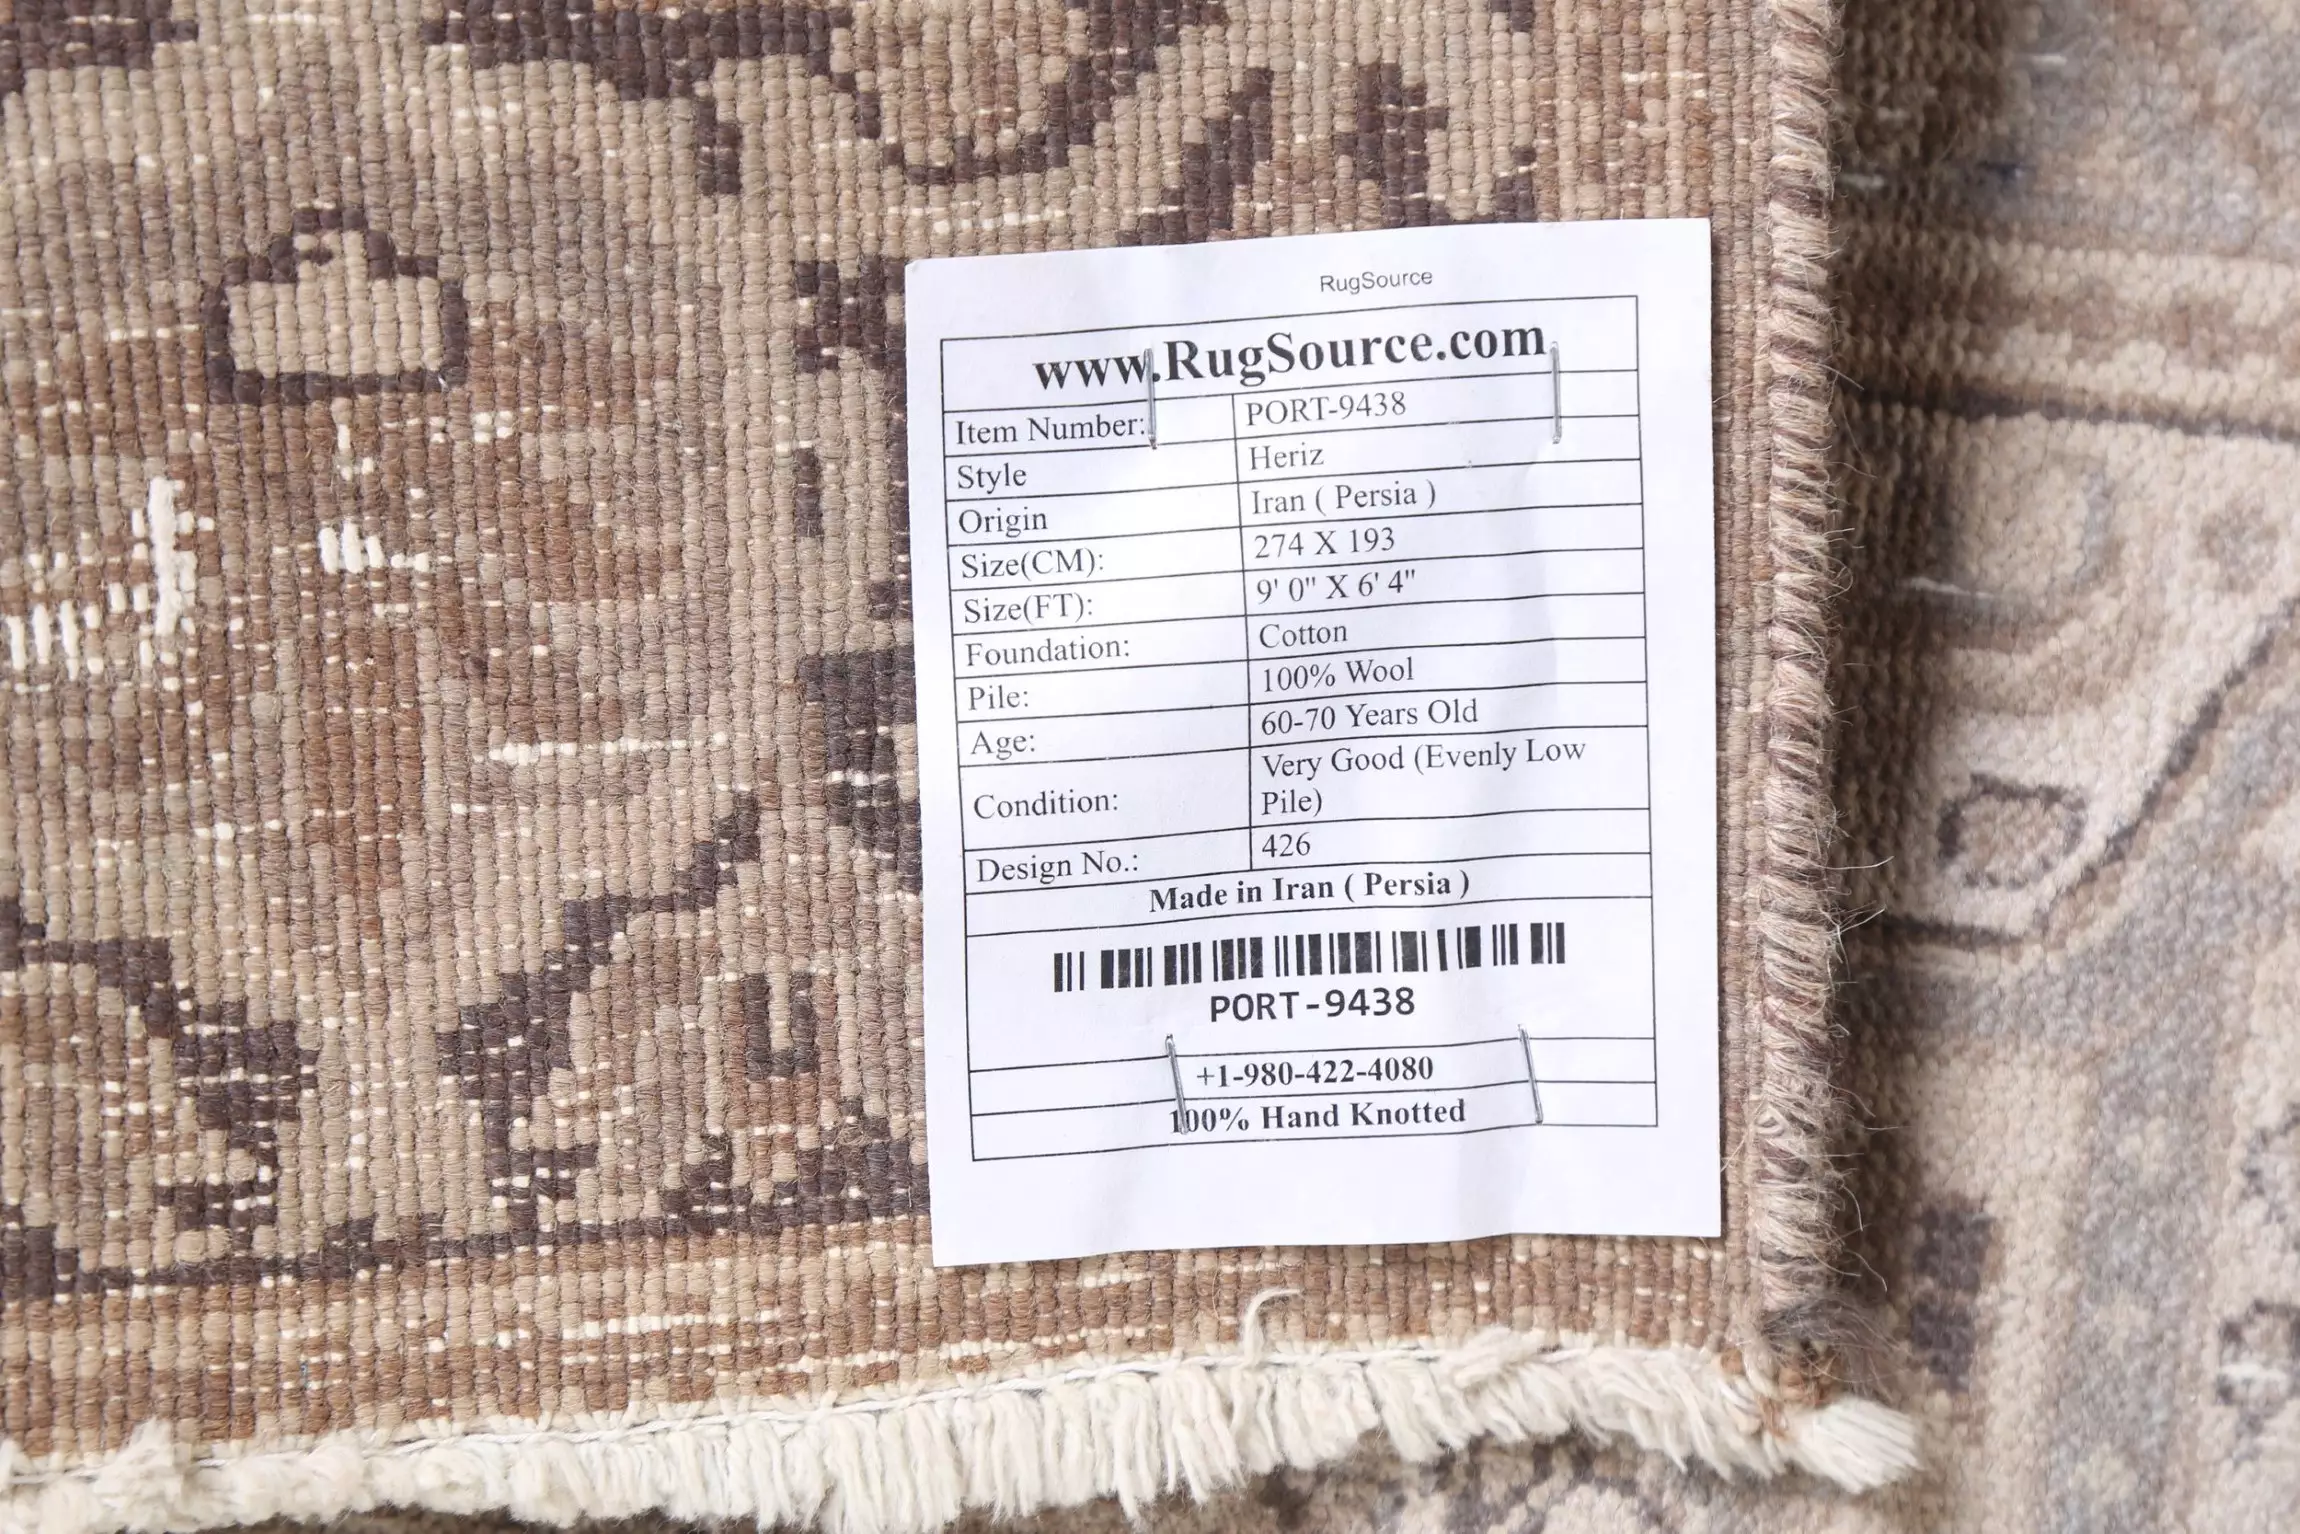 RugSource
www.RugSource.com
Item Number: PORT-9438
Style Heriz
Origin Iran ( Persia )
Size(CM): 274 X 193
Size(FT): 9' 0" X 6' 4"
Foundation: Cotton
Pile: 100% Wool
Age: 60-70 Years Old
Condition: Very Good (Evenly Low
Pile)
Design No.: 426
Made in Iran ( Persia )
PORT-9438
+1-980-422-4080
100% Hand Knotted